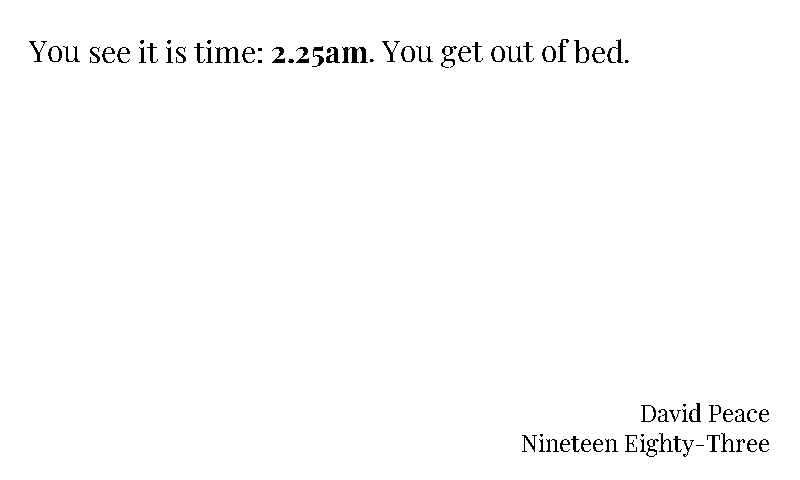 You see it is time: 2.25am. You get out of bed.
David Peace
Nineteen Eighty-Three